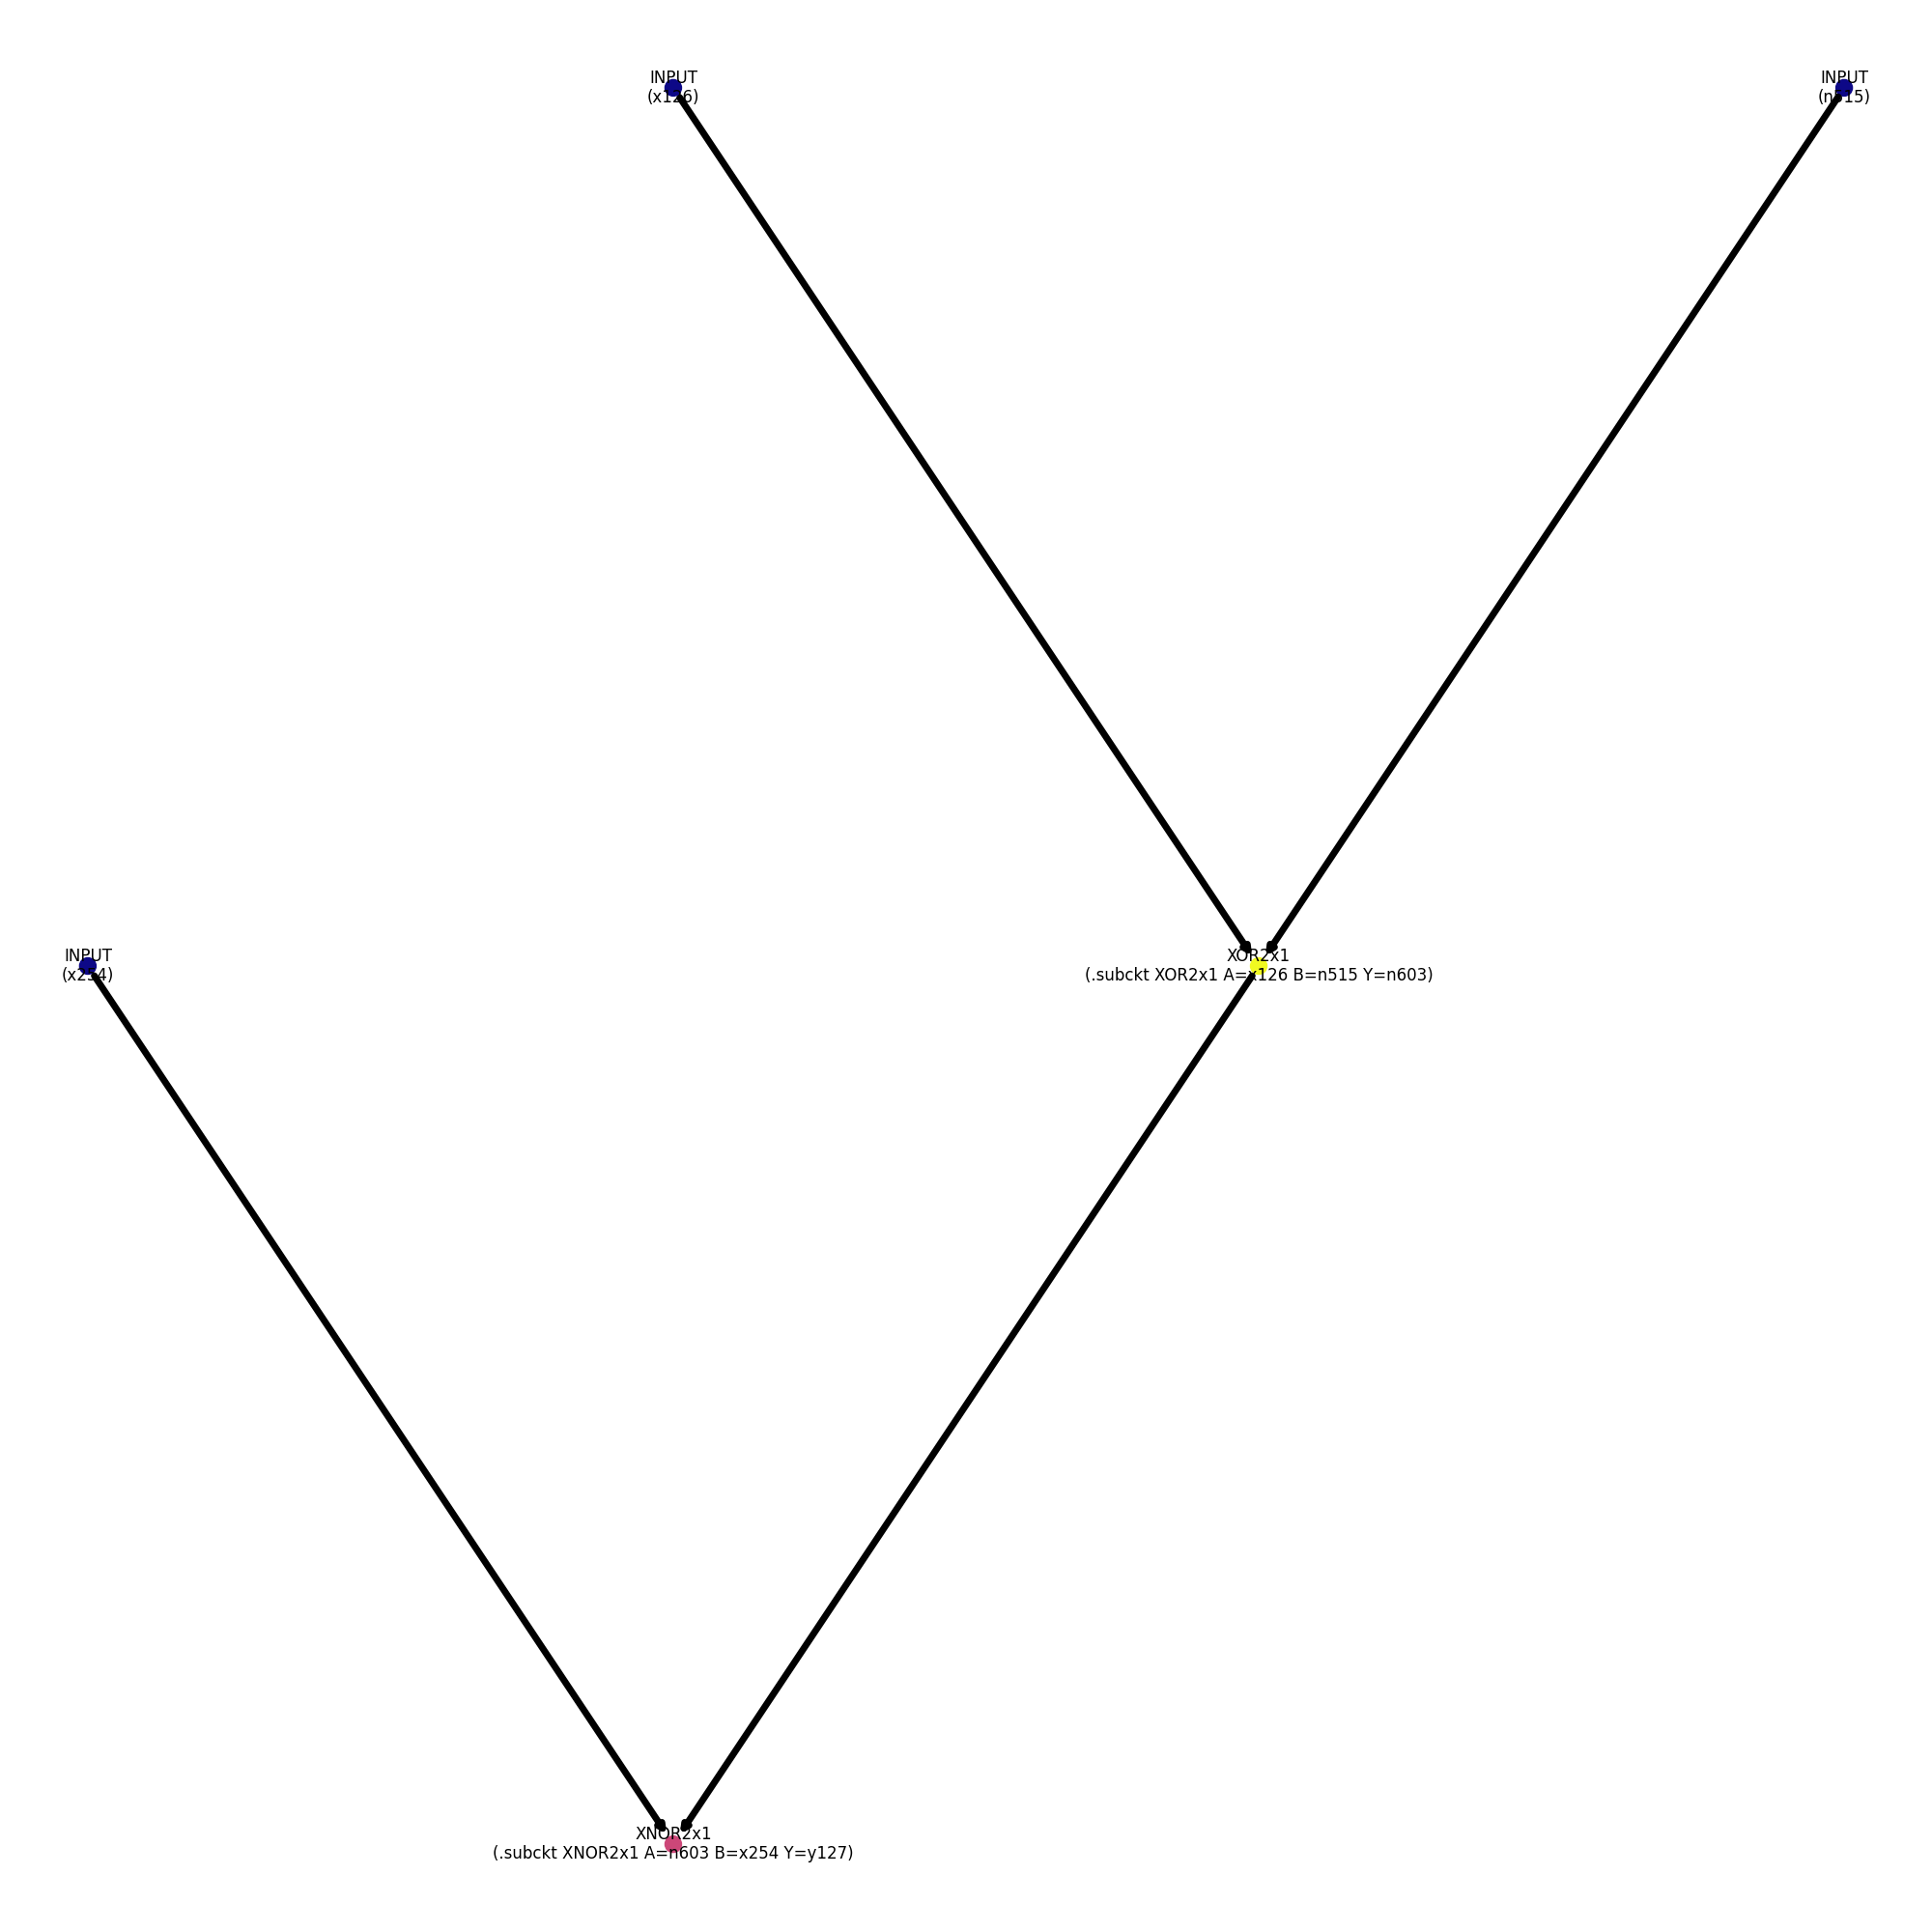 INPUT
(x126)
INPUT
(n515)
INPUT
(x254)
XOR2x1
(.subckt XOR2x1 A=x126 B=n515 Y=n603)
XNOR2x1
(.subckt XNOR2x1 A=n603 B=x254 Y=y127)